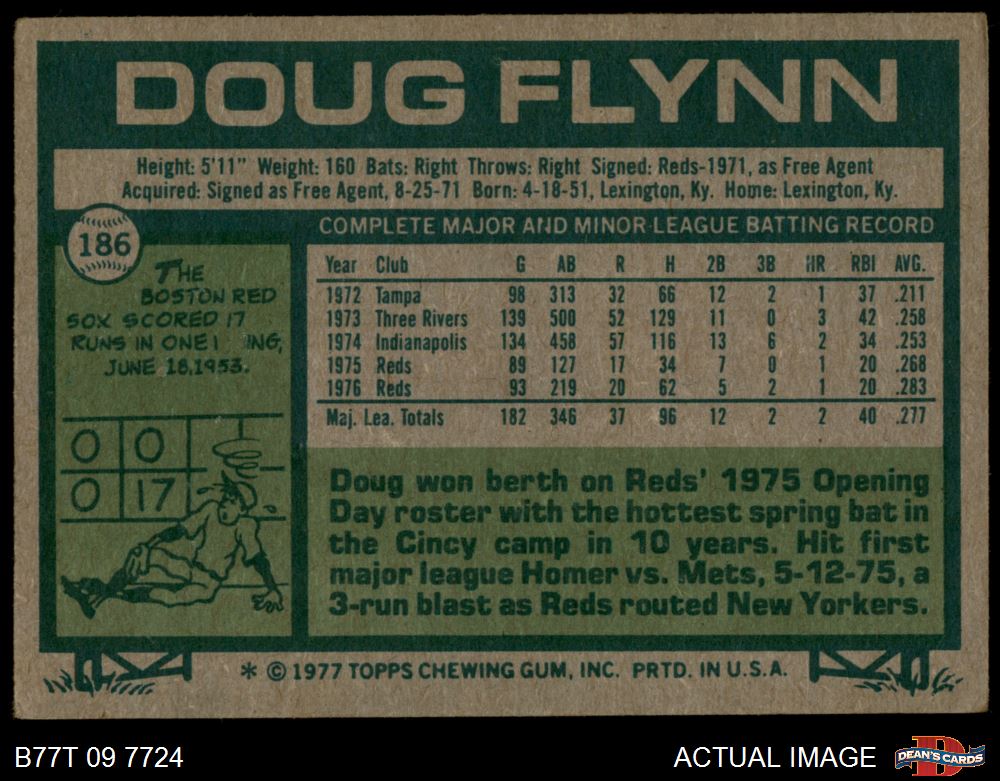 DOUG FLYNN
Height: 5'11" Weight: 160 Bats: Right Throws: Right Signed: Reds-1971, as Free Agent
Acquired: Signed as Free Agent, 8-25-71 Born: 4-18-51, Lexington, Ky. Home: Lexington, Ky.
186
THE
BOSTON RED
SOX SCORED 17
RUNS IN ONE I NG,
JUNE 18, 1953.
0 0
0 17
COMPLETE MAJOR AND MINOR LEAGUE BATTING RECORD
Year Club G AB R H 2B 3B HR RBI AVG.
1972 Tampa 98 313 32 66 12 2 1 37 .211
1973 Three Rivers 139 500 52 129 11 0 3 42 .258
1974 Indianapolis 134 458 57 116 13 6 2 34 .253
1975 Reds 89 127 17 34 7 0 1 20 .268
1976 Reds 93 219 20 62 5 2 1 20 .283
Maj. Lea. Totals 182 346 37 96 12 2 2 40 .277
Doug won berth on Reds' 1975 Opening
Day roster with the hottest spring bat in
the Cincy camp in 10 years. Hit first
major league Homer vs. Mets, 5-12-75, a
3-run blast as Reds routed New Yorkers.
* © 1977 TOPPS CHEWING GUM, INC. PRTD. IN U.S.A.
B77T 09 7724
ACTUAL IMAGE
D
DEAN'S CARDS